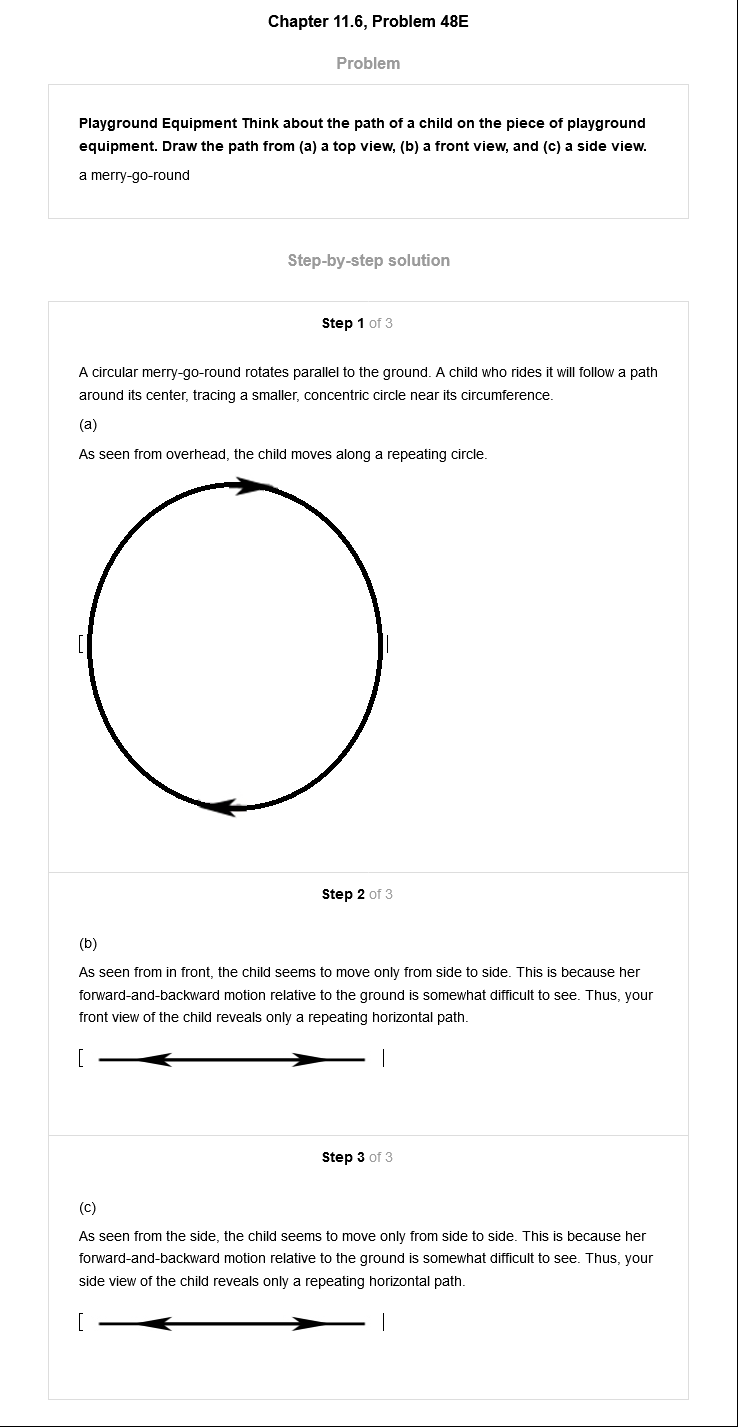 Chapter 11.6, Problem 48E
Problem
Playground Equipment Think about the path of a child on the piece of playground
equipment. Draw the path from (a) a top view, (b) a front view, and (c) a side view.
a merry-go-round
Step-by-step solution
Step 1 of 3
A circular merry-go-round rotates parallel to the ground. A child who rides it will follow a path
around its center, tracing a smaller, concentric circle near its circumference.
(a)
As seen from overhead, the child moves along a repeating circle.
[ |
Step 2 of 3
(b)
As seen from in front, the child seems to move only from side to side. This is because her
forward-and-backward motion relative to the ground is somewhat difficult to see. Thus, your
front view of the child reveals only a repeating horizontal path.
[ |
Step 3 of 3
(c)
As seen from the side, the child seems to move only from side to side. This is because her
forward-and-backward motion relative to the ground is somewhat difficult to see. Thus, your
side view of the child reveals only a repeating horizontal path.
[ |